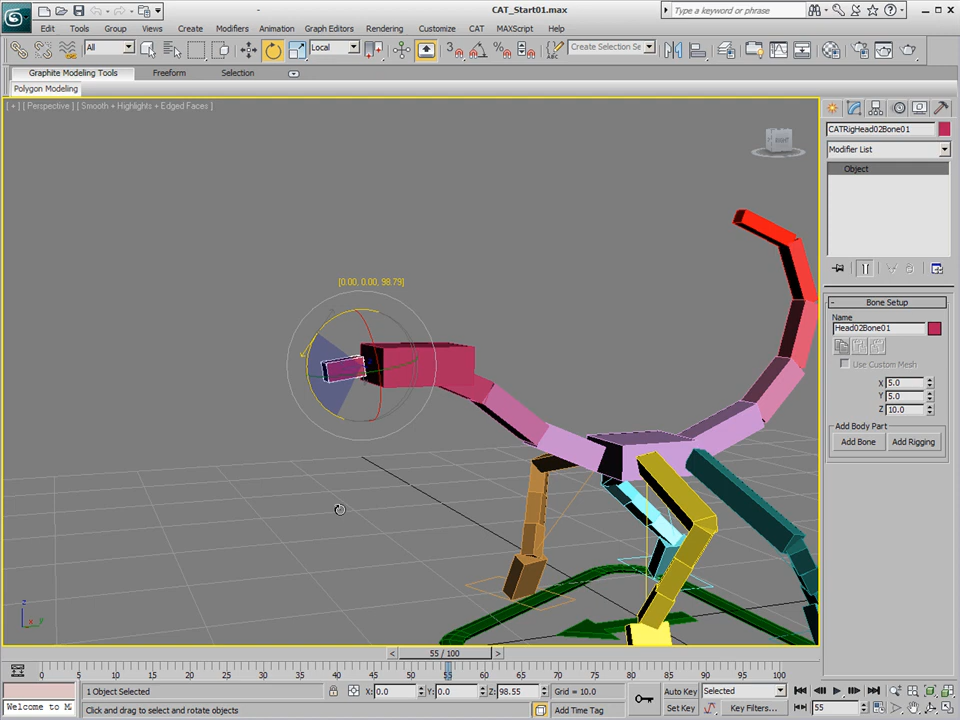 CAT_Start01.max
Type a keyword or phrase
Edit Tools Group Views Create Modifiers Animation Graph Editors Rendering Customize CAT MAXScript Help
All
Local
3
Create Selection Se
Graphite Modeling Tools Freeform Selection
Polygon Modeling
[ + ] [ Perspective ] [ Smooth + Highlights + Edged Faces ]
CATRigHead02Bone01
Modifier List
Object
[0.00, 0.00, 98.79]
- Bone Setup
Name
Head02Bone01
Use Custom Mesh
X 5.0
Y 5.0
Z 10.0
Add Body Part
Add Bone Add Rigging
z
x y
< 55 / 100 >
0 5 10 15 20 25 30 35 40 45 50 55 60 65 70 75 80 85 90 95 100
1 Object Selected X: 0.0 Y: 0.0 Z: 98.55 Grid = 10.0 Auto Key Selected
Welcome to M Click and drag to select and rotate objects Add Time Tag Set Key Key Filters... 55